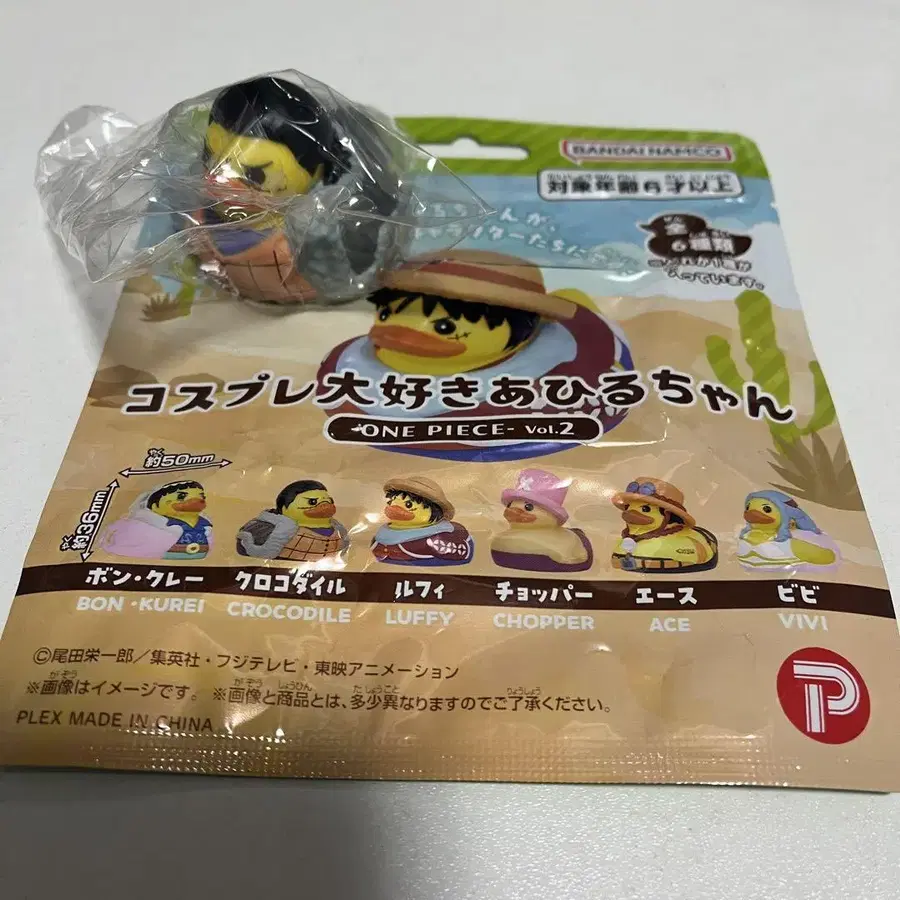 BANDAI NAMCO
対象年齢6才以上
全
6種類
コスプレ大好きあひるちゃん
-ONE PIECE- Vol.2
約50mm
約36mm
ボン・クレー クロコダイル ルフィ チョッパー エース ビビ
BON・KUREI CROCODILE LUFFY CHOPPER ACE VIVI
©尾田栄一郎/集英社・フジテレビ・東映アニメーション
※画像はイメージです。 ※画像と商品とは、多少異なりますのでご了承ください。
PLEX MADE IN CHINA
P